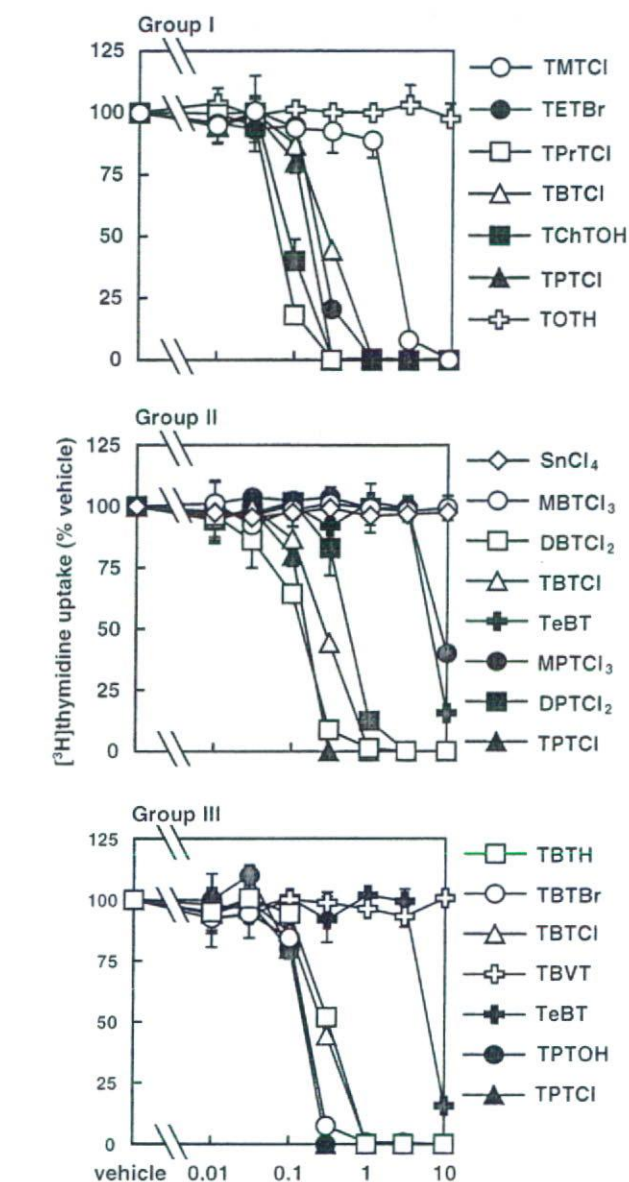 Group I
125
100
75
50
25
0
TMTCl
TETBr
TPrTCl
TBTCl
TChTOH
TPTCl
TOTH
Group II
125
100
75
50
25
0
SnCl₄
MBTCl₃
DBTCl₂
TBTCl
TeBT
MPTCl₃
DPTCl₂
TPTCl
[³H]thymidine uptake (% vehicle)
Group III
125
100
75
50
25
0
TBTH
TBTBr
TBTCl
TBVT
TeBT
TPTOH
TPTCl
vehicle 0.01 0.1 1 10